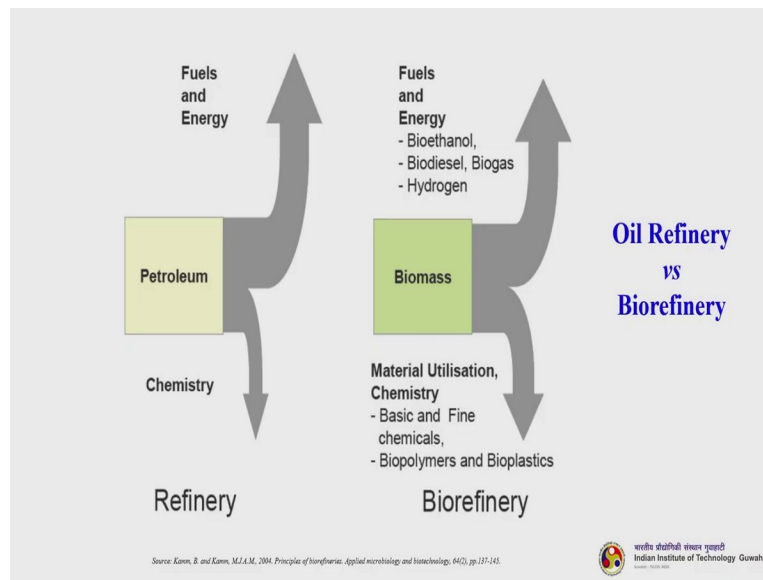 Fuels
and
Energy
Petroleum
Chemistry
Refinery
Fuels
and
Energy
- Bioethanol,
- Biodiesel, Biogas
- Hydrogen
Biomass
Material Utilisation,
Chemistry
- Basic and Fine
chemicals,
- Biopolymers and Bioplastics
Biorefinery
Oil Refinery
vs
Biorefinery
Source: Kamm, B. and Kamm, M.J.A.M., 2004. Principles of biorefineries. Applied microbiology and biotechnology, 64(2), pp.137-145.
भारतीय प्रौद्योगिकी संस्थान गुवाहाटी
Indian Institute of Technology Guwah